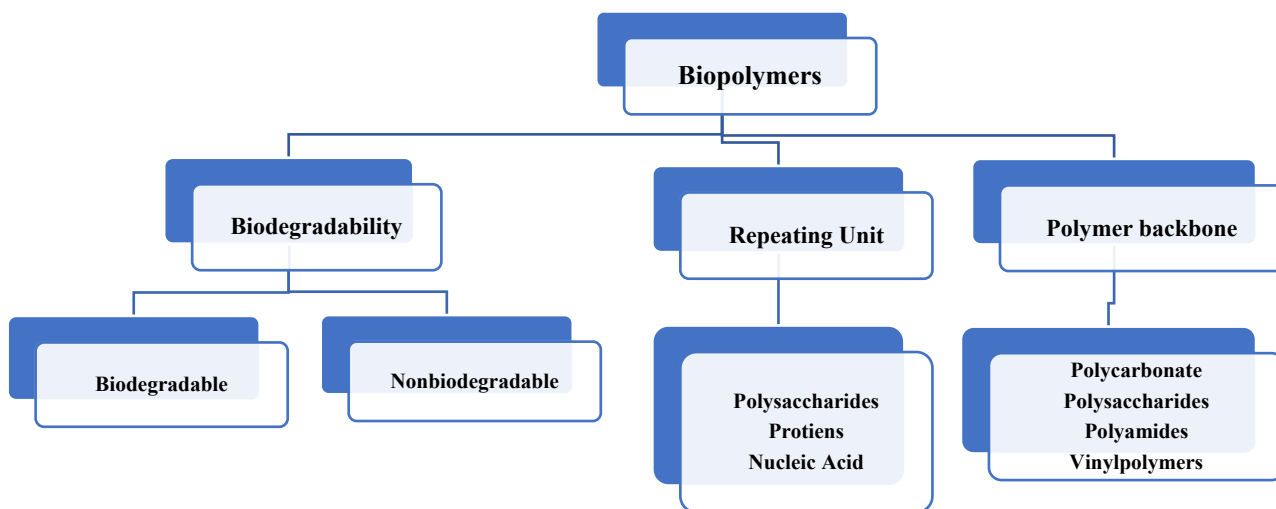 Biopolymers
Biodegradability
Repeating Unit
Polymer backbone
Biodegradable
Nonbiodegradable
Polysaccharides
Protiens
Nucleic Acid
Polycarbonate
Polysaccharides
Polyamides
Vinylpolymers